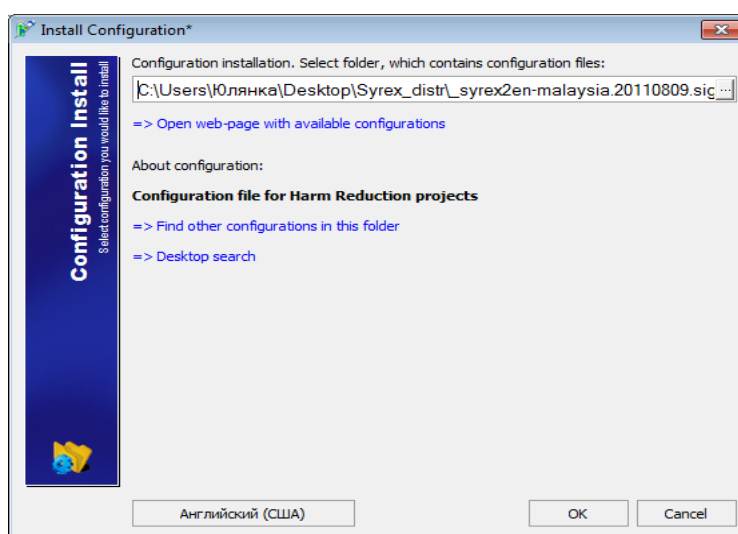 Install Configuration*
Configuration Install
Select configuration you would like to install
Configuration installation. Select folder, which contains configuration files:
C:\Users\Юлянка\Desktop\Syrex_distr\_syrex2en-malaysia.20110809.sig ...
=> Open web-page with available configurations
About configuration:
Configuration file for Harm Reduction projects
=> Find other configurations in this folder
=> Desktop search
Английский (США)
OK
Cancel